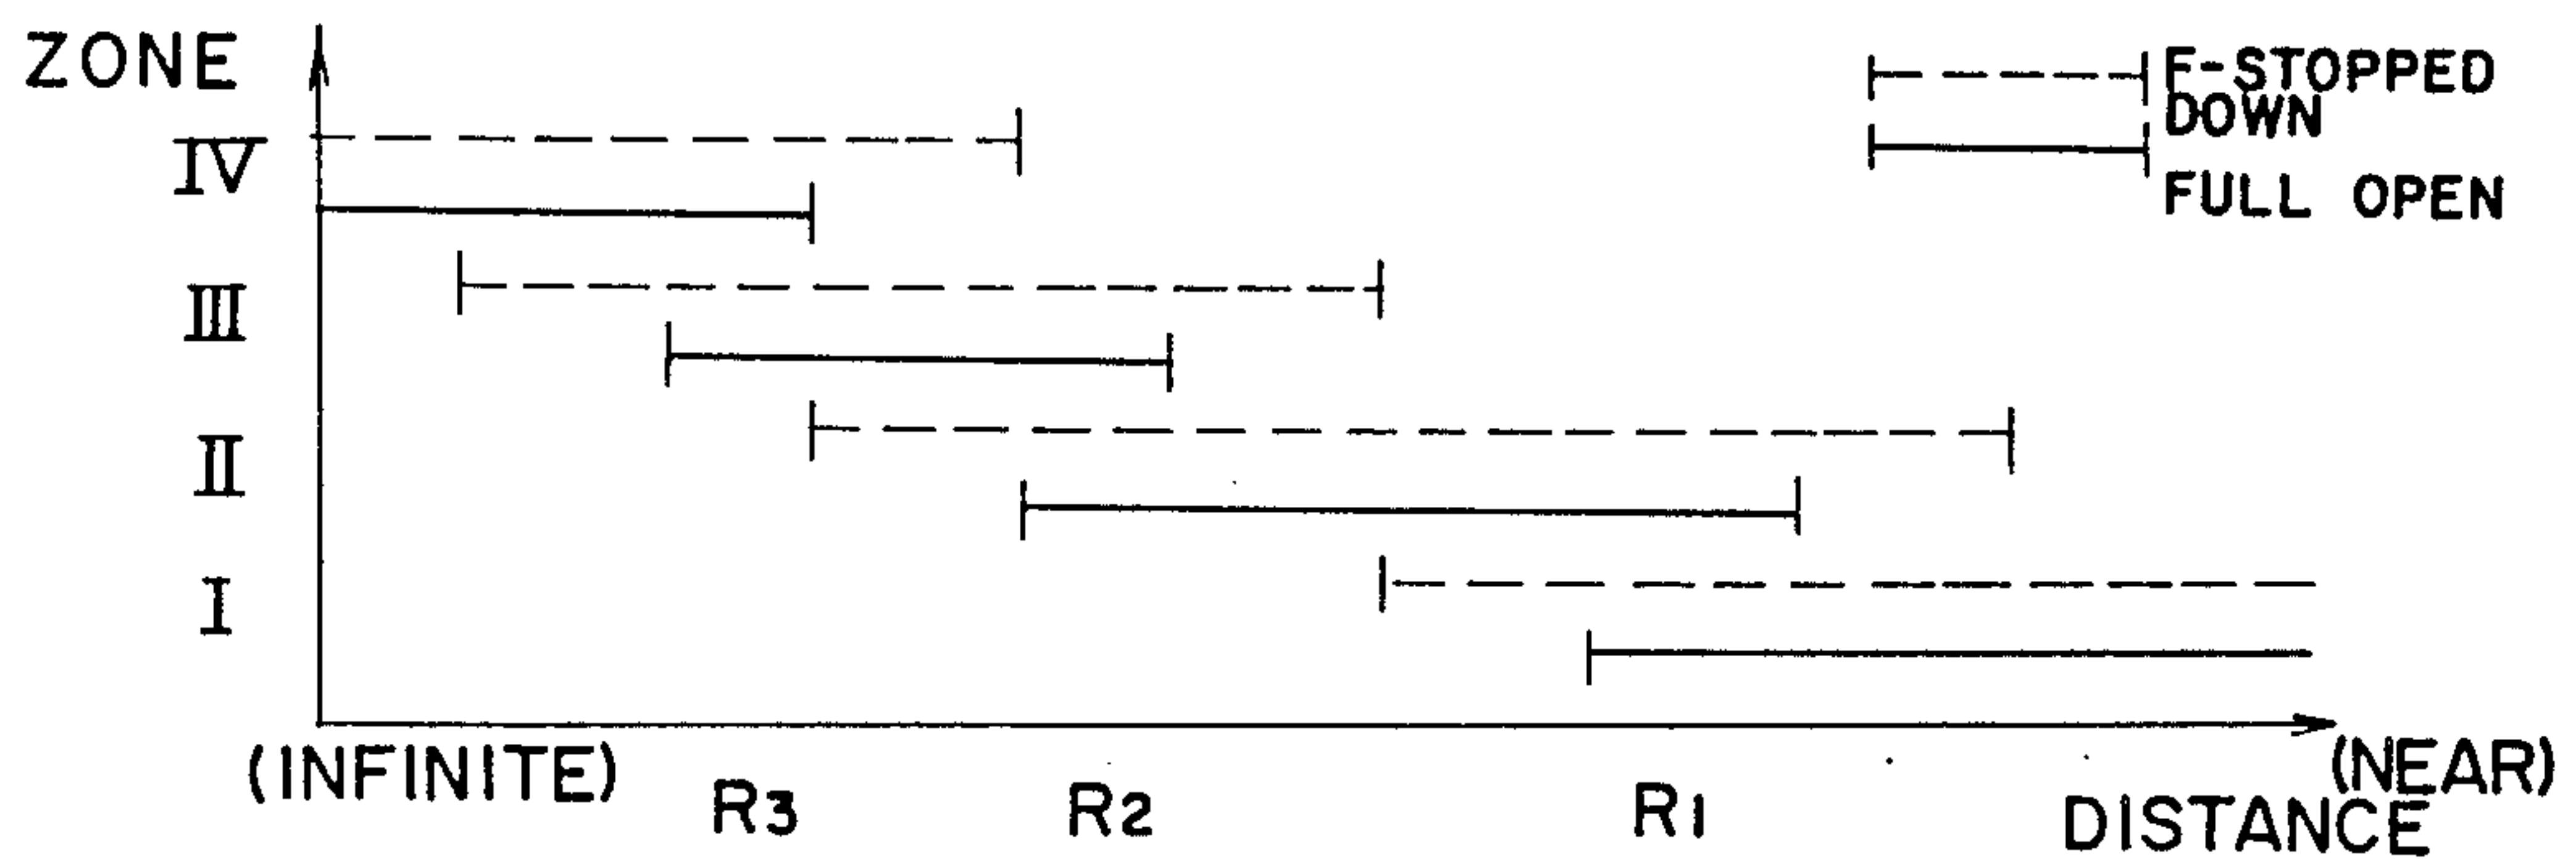 ZONE
F-STOPPED
DOWN
FULL OPEN
IV
III
II
I
(INFINITE)
R3
R2
R1
(NEAR)
DISTANCE